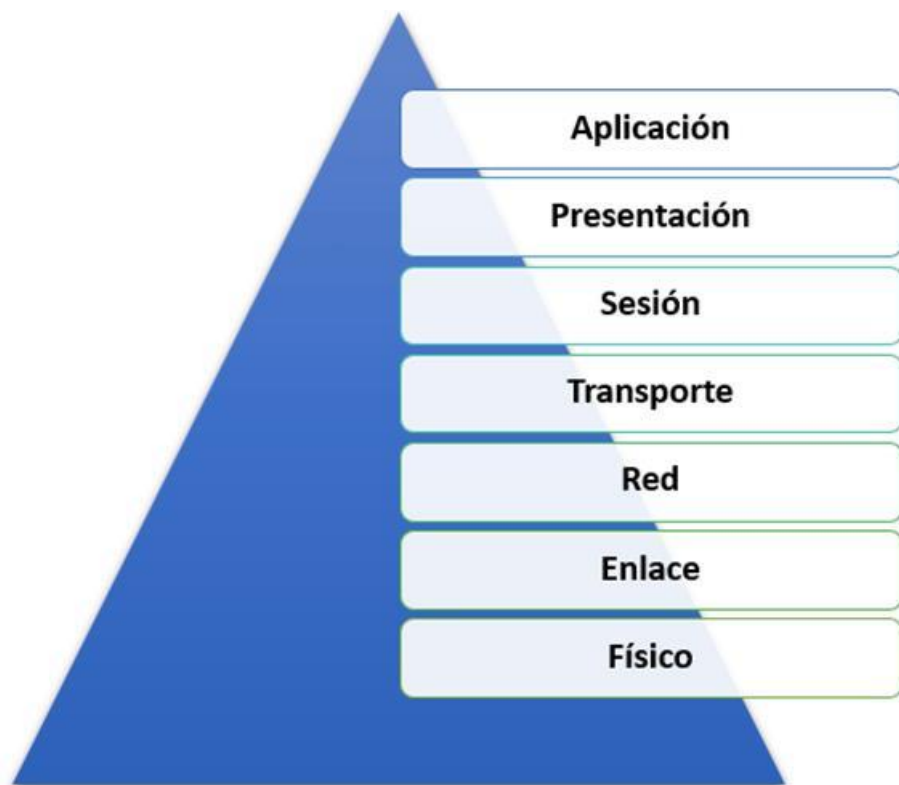 Aplicación
Presentación
Sesión
Transporte
Red
Enlace
Físico